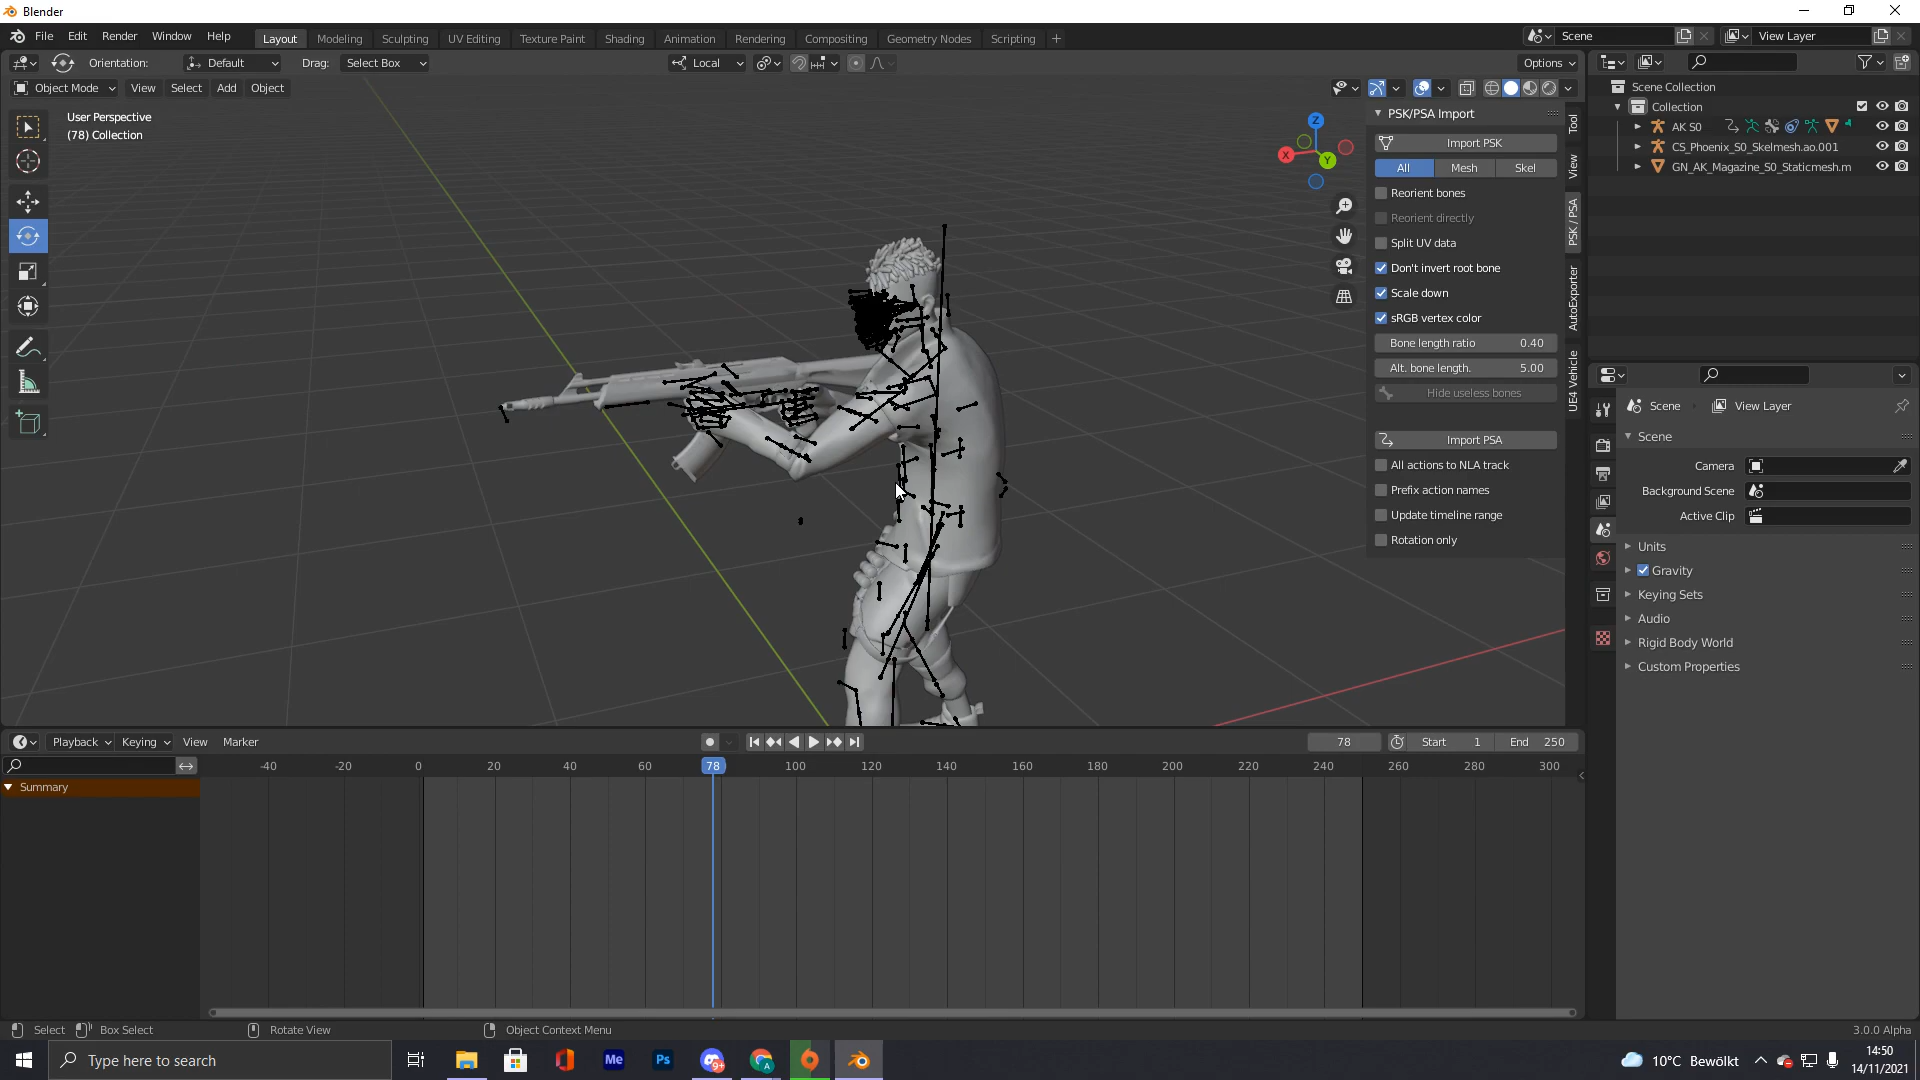 Blender
File Edit Render Window Help
Layout Modeling Sculpting UV Editing Texture Paint Shading Animation Rendering Compositing Geometry Nodes Scripting +
Scene View Layer
Orientation: Default Drag: Select Box Local Options
Object Mode View Select Add Object
User Perspective
(78) Collection
Z
X
Y
PSK/PSA Import
Import PSK
All Mesh Skel
Reorient bones
Reorient directly
Split UV data
Don't invert root bone
Scale down
sRGB vertex color
Bone length ratio 0.40
Alt. bone length. 5.00
Hide useless bones
Import PSA
All actions to NLA track
Prefix action names
Update timeline range
Rotation only
Tool
View
PSK / PSA
AutoExporter
UE4 Vehicle
Scene Collection
Collection
AK S0
CS_Phoenix_S0_Skelmesh.ao.001
GN_AK_Magazine_S0_Staticmesh.m
Scene View Layer
Scene
Camera
Background Scene
Active Clip
Units
Gravity
Keying Sets
Audio
Rigid Body World
Custom Properties
Playback Keying View Marker
78 Start 1 End 250
-40 -20 0 20 40 60 78 100 120 140 160 180 200 220 240 260 280 300
Summary
Select Box Select Rotate View Object Context Menu
3.0.0 Alpha
Type here to search
Me Ps 9+ A
10°C Bewölkt
14:50
14/11/2021